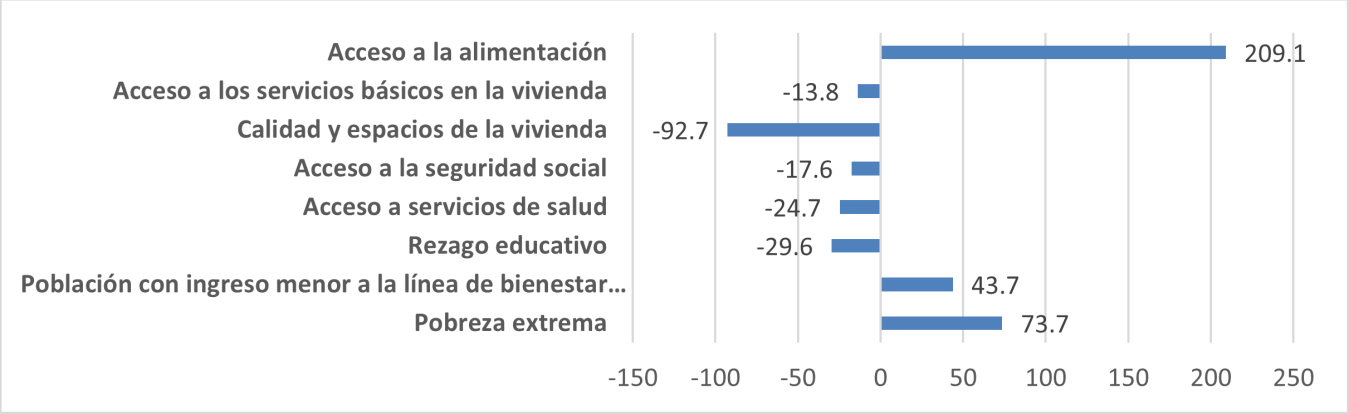 Acceso a la alimentación 209.1
Acceso a los servicios básicos en la vivienda -13.8
Calidad y espacios de la vivienda -92.7
Acceso a la seguridad social -17.6
Acceso a servicios de salud -24.7
Rezago educativo -29.6
Población con ingreso menor a la línea de bienestar... 43.7
Pobreza extrema 73.7
-150 -100 -50 0 50 100 150 200 250